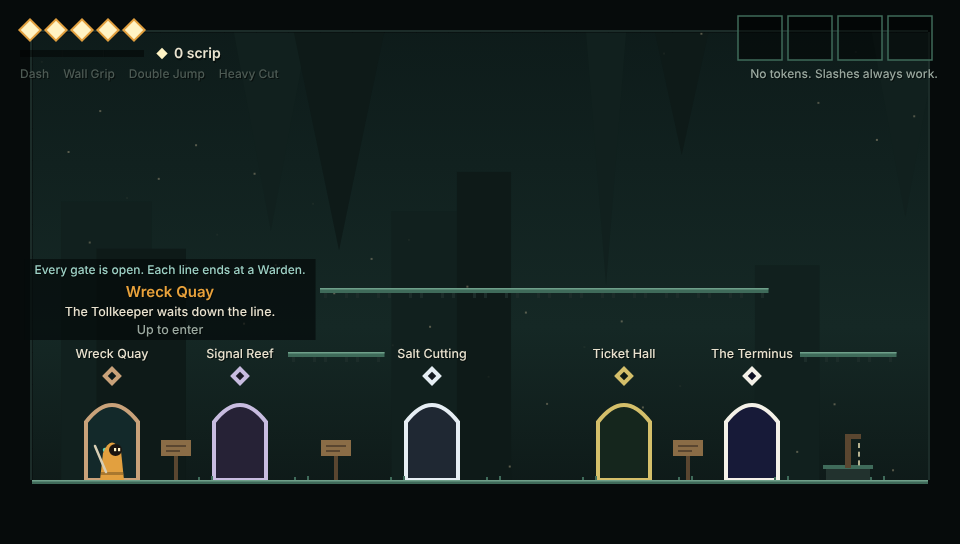 0 scrip
Dash Wall Grip Double Jump Heavy Cut
No tokens. Slashes always work.
Every gate is open. Each line ends at a Warden.
Wreck Quay
The Tollkeeper waits down the line.
Up to enter
Wreck Quay
Signal Reef
Salt Cutting
Ticket Hall
The Terminus